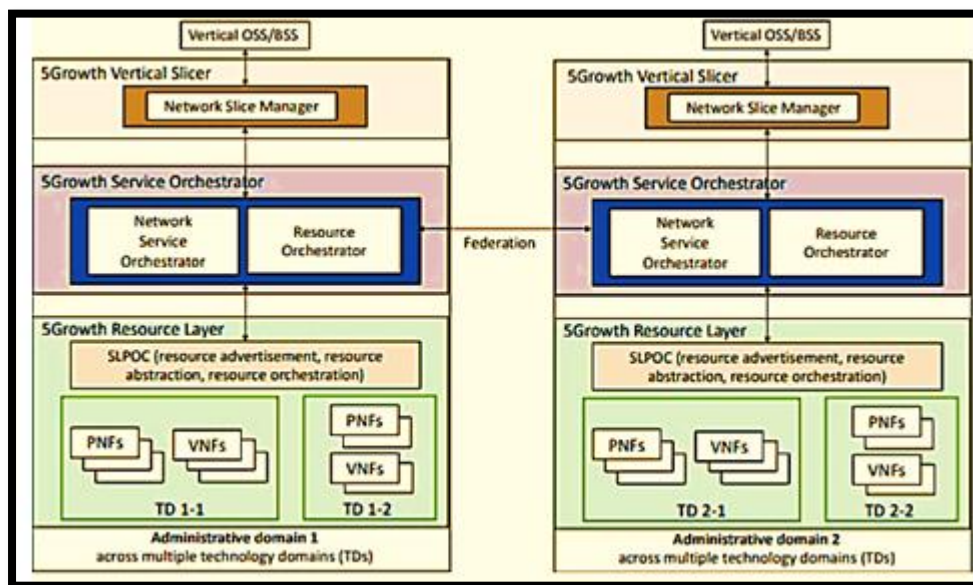 Vertical OSS/BSS
5Growth Vertical Slicer
Network Slice Manager
5Growth Service Orchestrator
Network
Service
Orchestrator
Resource
Orchestrator
5Growth Resource Layer
SLPOC (resource advertisement, resource
abstraction, resource orchestration)
PNFs
VNFs
TD 1-1
PNFs
VNFs
TD 1-2
Administrative domain 1
across multiple technology domains (TDs)
Federation
Vertical OSS/BSS
5Growth Vertical Slicer
Network Slice Manager
5Growth Service Orchestrator
Network
Service
Orchestrator
Resource
Orchestrator
5Growth Resource Layer
SLPOC (resource advertisement, resource
abstraction, resource orchestration)
PNFs
VNFs
TD 2-1
PNFs
VNFs
TD 2-2
Administrative domain 2
across multiple technology domains (TDs)